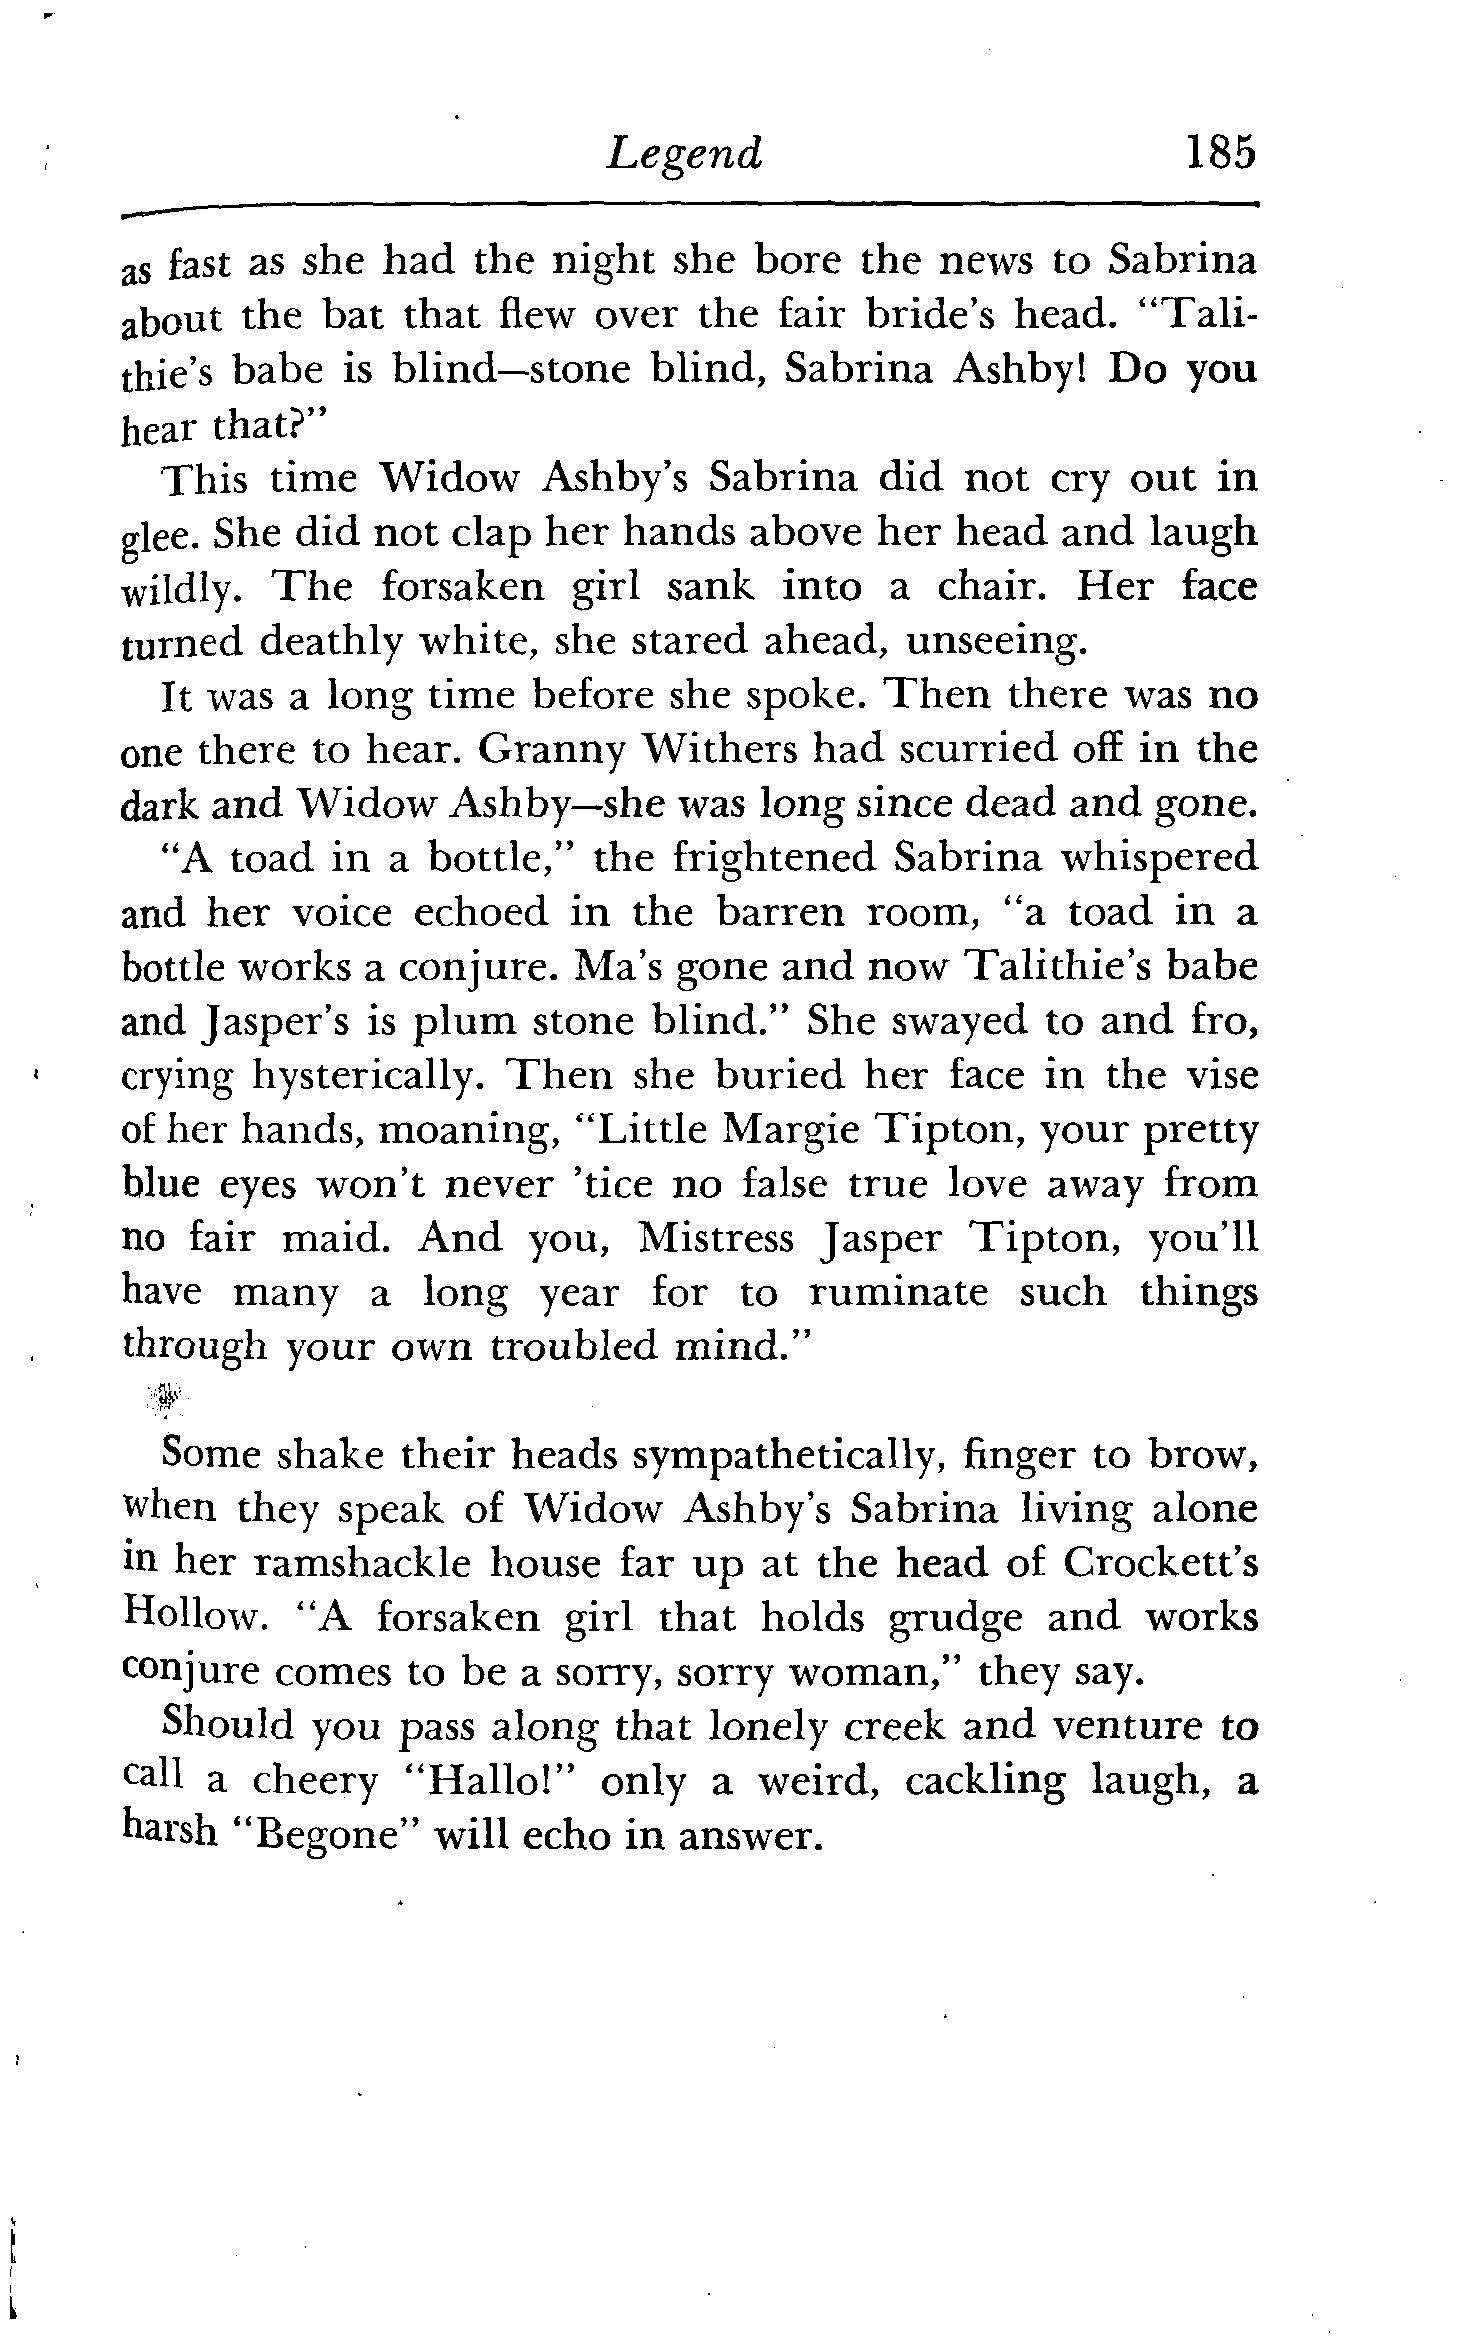 Legend 185
as fast as she had the night she bore the news to Sabrina
about the bat that flew over the fair bride's head. "Tali-
thie's babe is blind—stone blind, Sabrina Ashby! Do you
hear that?"
This time Widow Ashby's Sabrina did not cry out in
glee. She did not clap her hands above her head and laugh
wildly. The forsaken girl sank into a chair. Her face
turned deathly white, she stared ahead, unseeing.
It was a long time before she spoke. Then there was no
one there to hear. Granny Withers had scurried off in the
dark and Widow Ashby—she was long since dead and gone.
"A toad in a bottle," the frightened Sabrina whispered
and her voice echoed in the barren room, "a toad in a
bottle works a conjure. Ma's gone and now Talithie's babe
and Jasper's is plum stone blind." She swayed to and fro,
crying hysterically. Then she buried her face in the vise
of her hands, moaning, "Little Margie Tipton, your pretty
blue eyes won't never 'tice no false true love away from
no fair maid. And you, Mistress Jasper Tipton, you'll
have many a long year for to ruminate such things
through your own troubled mind."
Some shake their heads sympathetically, finger to brow,
when they speak of Widow Ashby's Sabrina living alone
in her ramshackle house far up at the head of Crockett's
Hollow. "A forsaken girl that holds grudge and works
conjure comes to be a sorry, sorry woman," they say.
Should you pass along that lonely creek and venture to
call a cheery "Hallo!" only a weird, cackling laugh, a
harsh "Begone" will echo in answer.